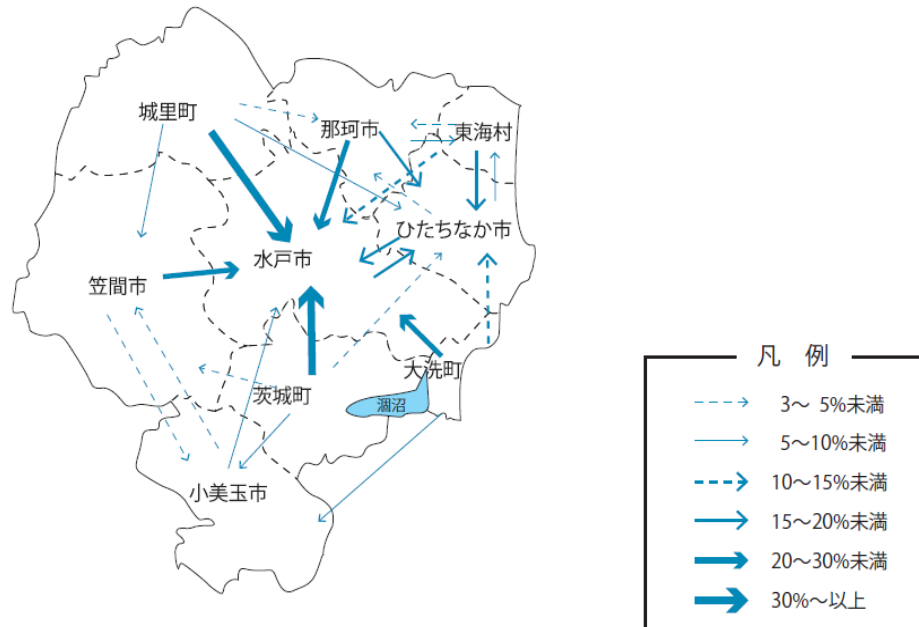 城里町
那珂市
東海村
ひたちなか市
水戸市
笠間市
大洗町
茨城町
涸沼
小美玉市
凡 例
3〜 5%未満
5〜10%未満
10〜15%未満
15〜20%未満
20〜30%未満
30%〜以上